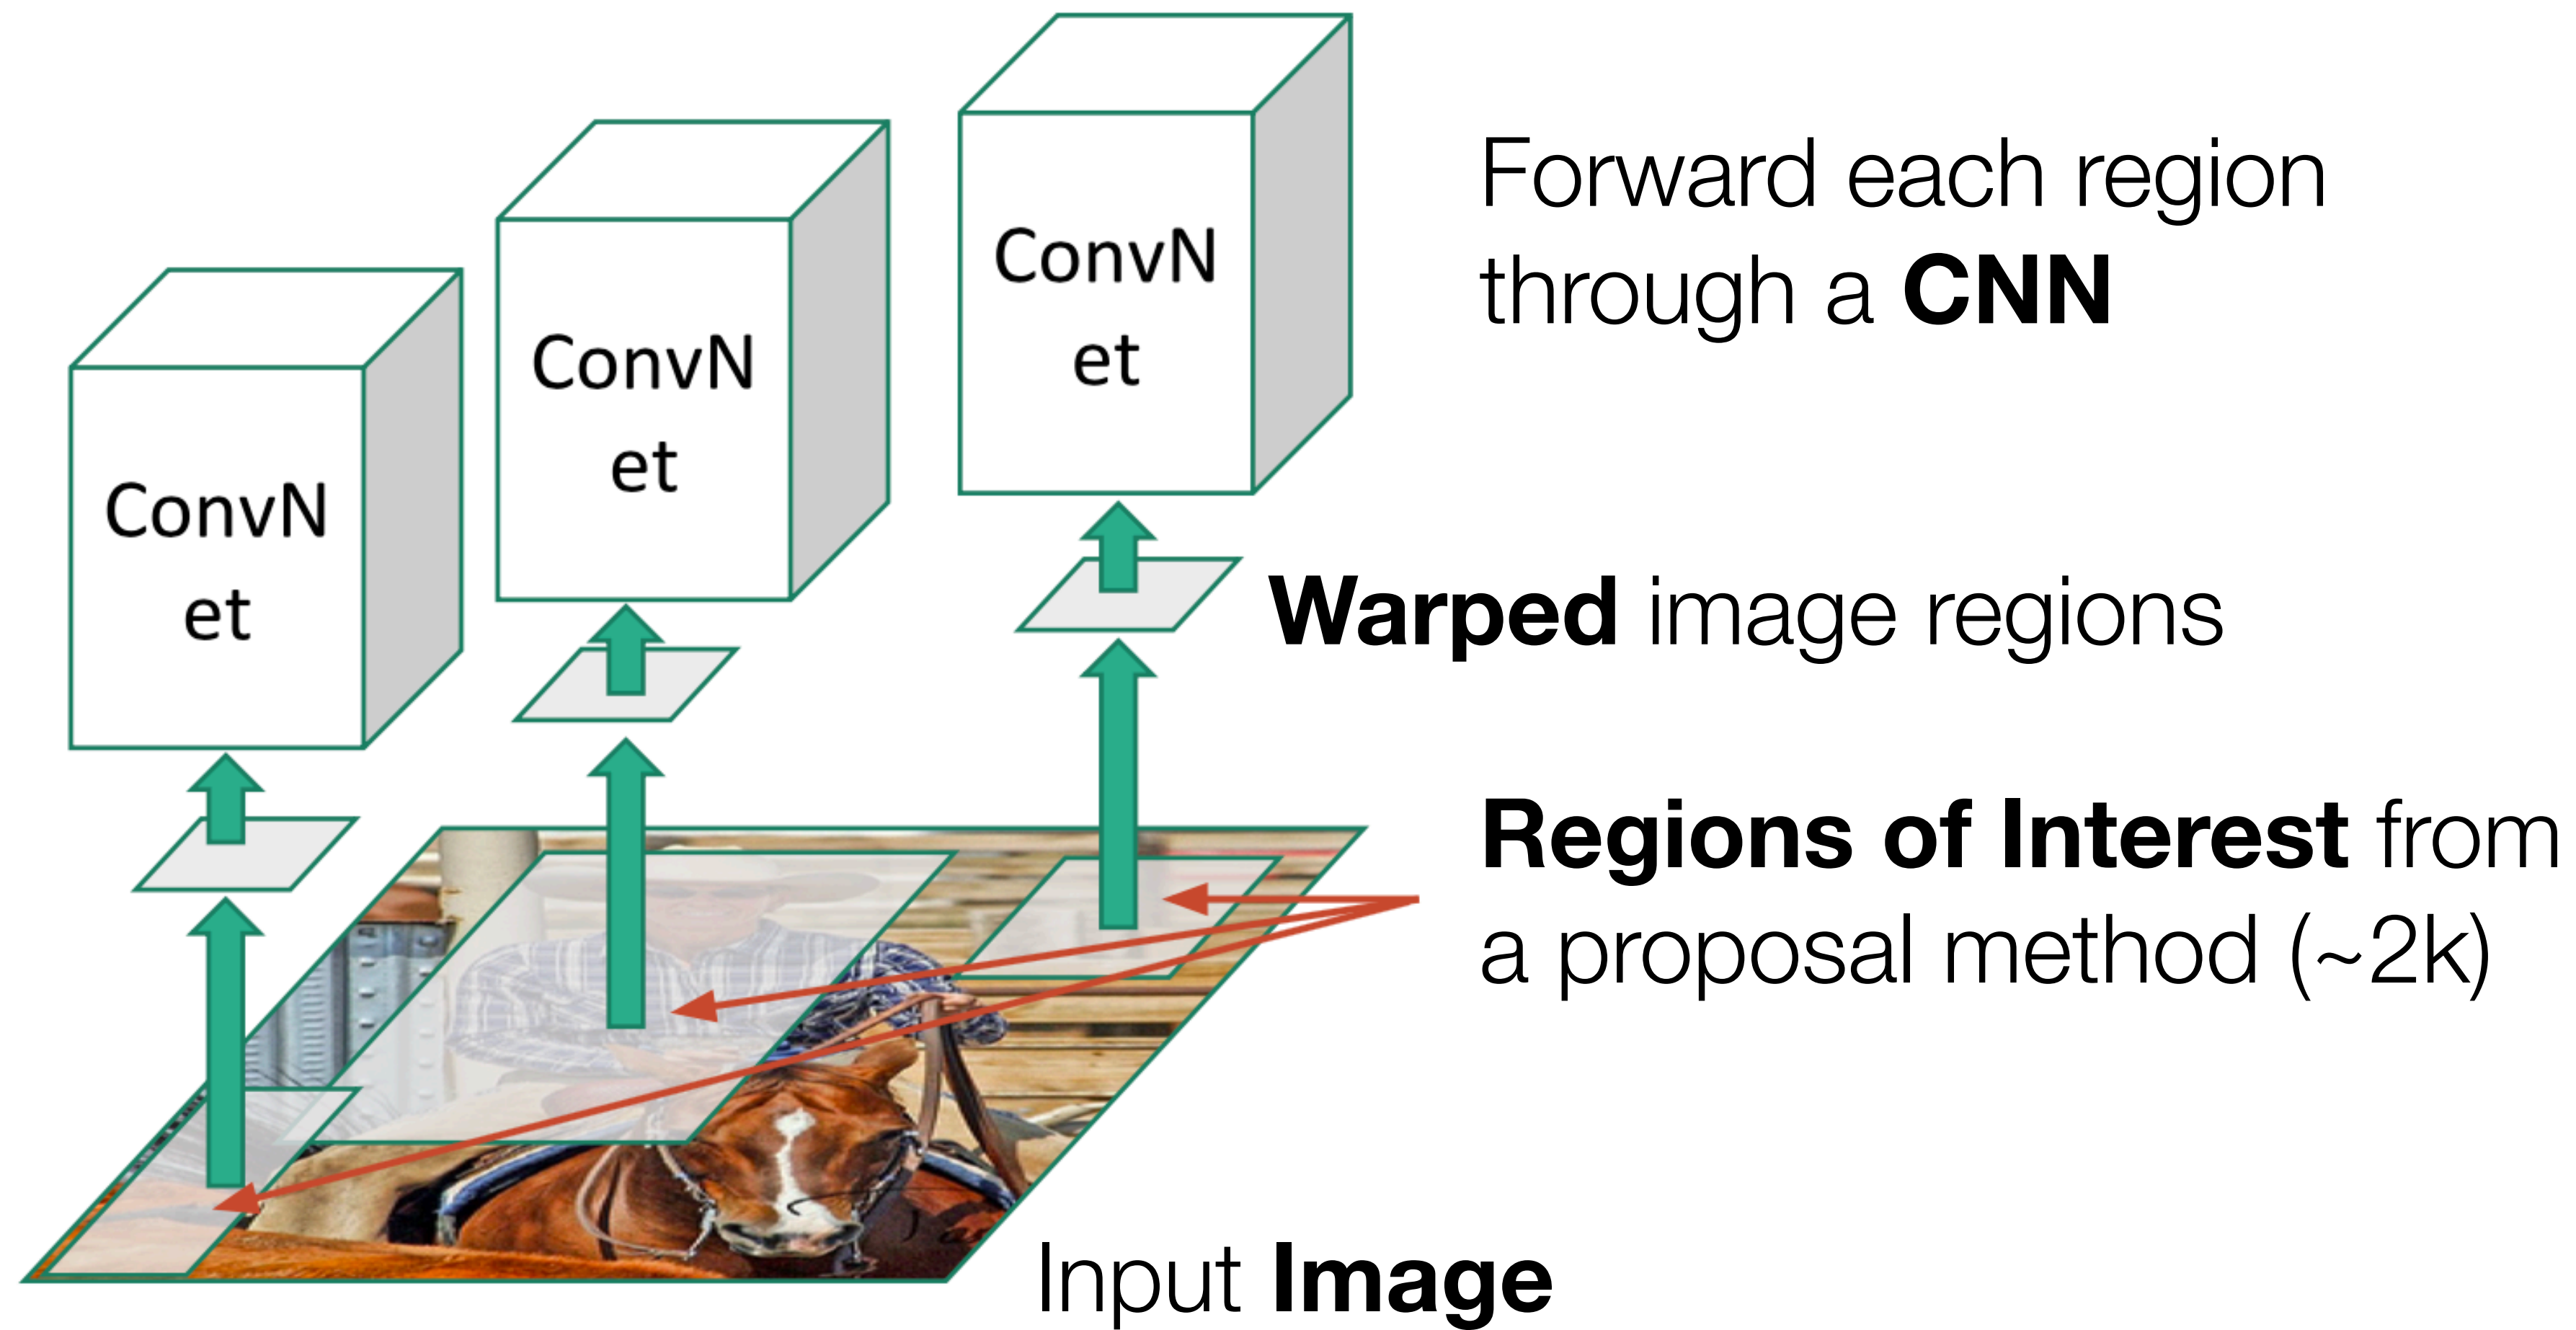 Forward each region
through a CNN
ConvN
et
ConvN
et
ConvN
et
Warped image regions
Regions of Interest from
a proposal method (~2k)
Input Image